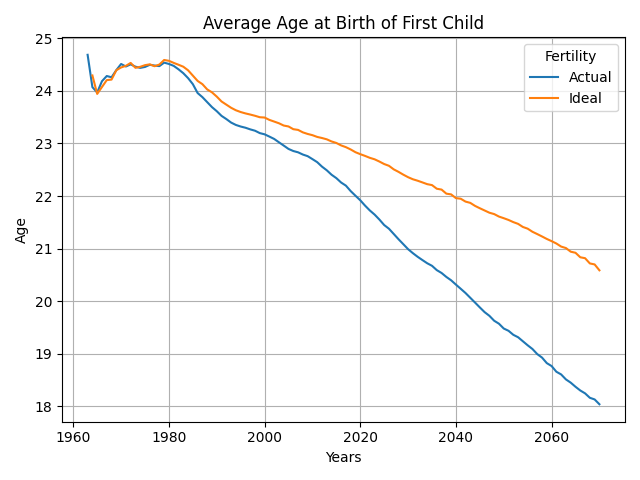 Average Age at Birth of First Child
Fertility
Actual
Ideal
Age
25
24
23
22
21
20
19
18
1960 1980 2000 2020 2040 2060
Years